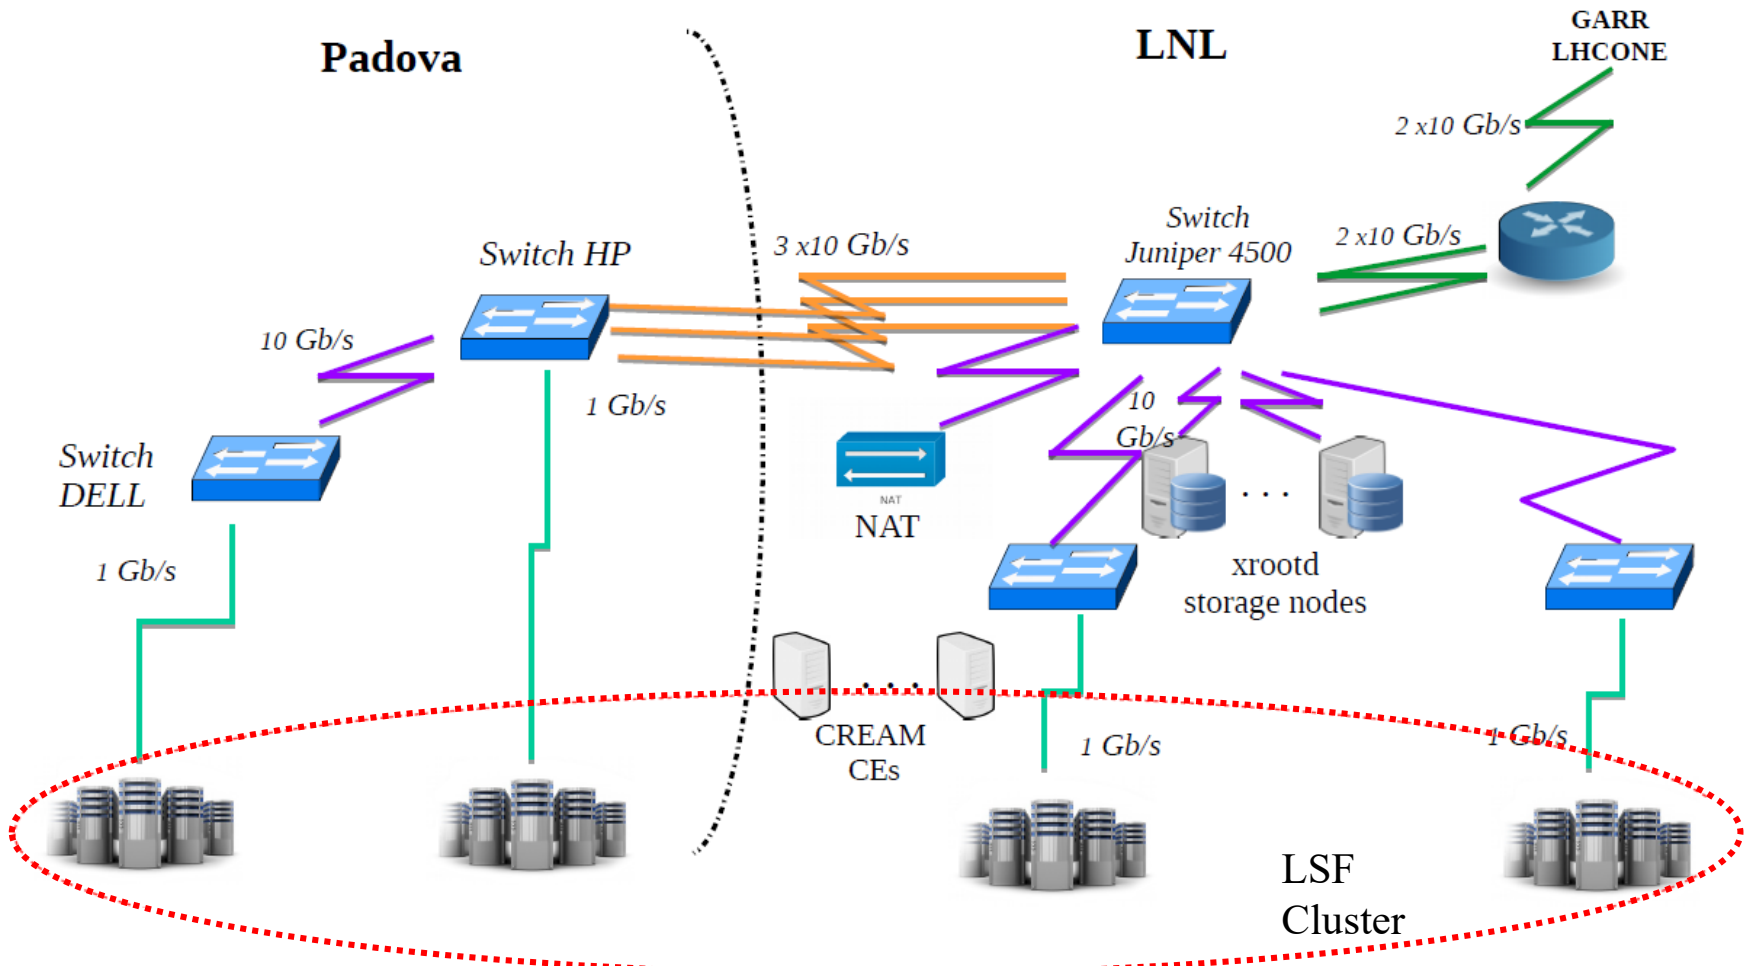 Padova
LNL
GARR
LHCONE
2 x10 Gb/s
Switch
Juniper 4500
2 x10 Gb/s
Switch HP
3 x10 Gb/s
10 Gb/s
1 Gb/s
10
Gb/s
Switch
DELL
NAT
NAT
. . .
1 Gb/s
xrootd
storage nodes
. . .
CREAM
CEs
1 Gb/s
1 Gb/s
LSF
Cluster